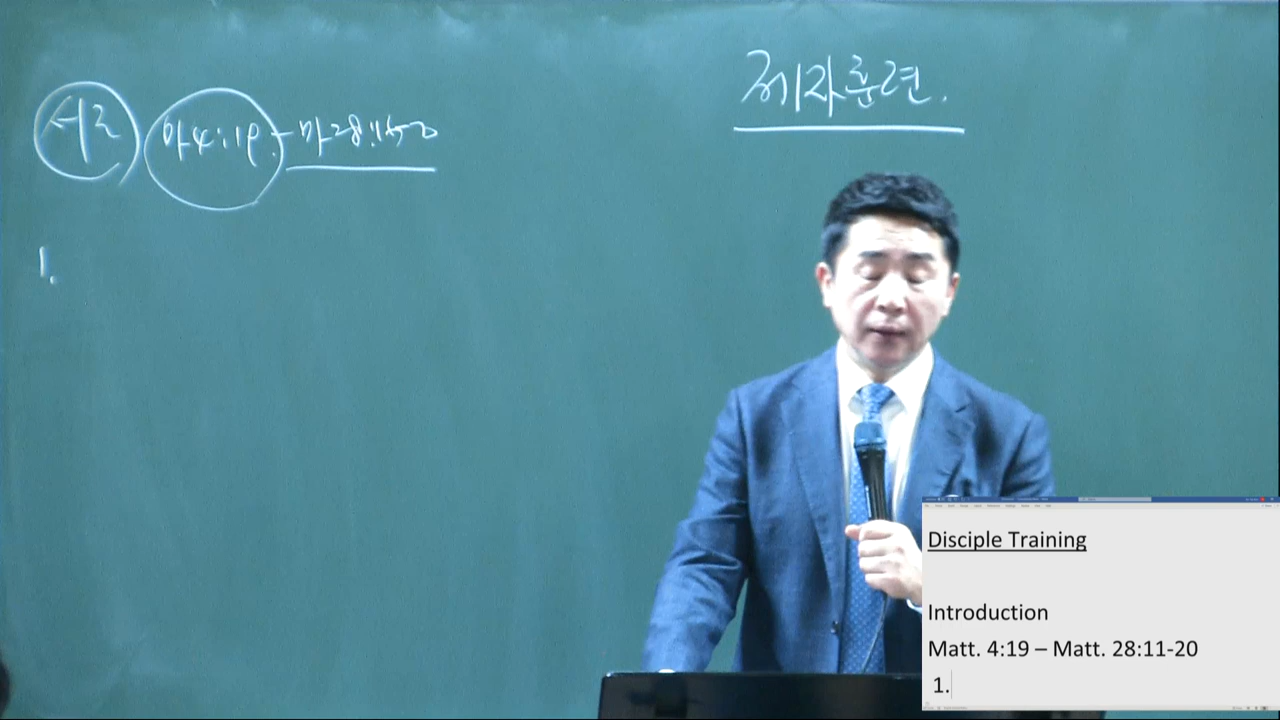 제자훈련.
서론 마4:19 - 마28:11-20
1.
Disciple Training
Introduction
Matt. 4:19 – Matt. 28:11-20
1.